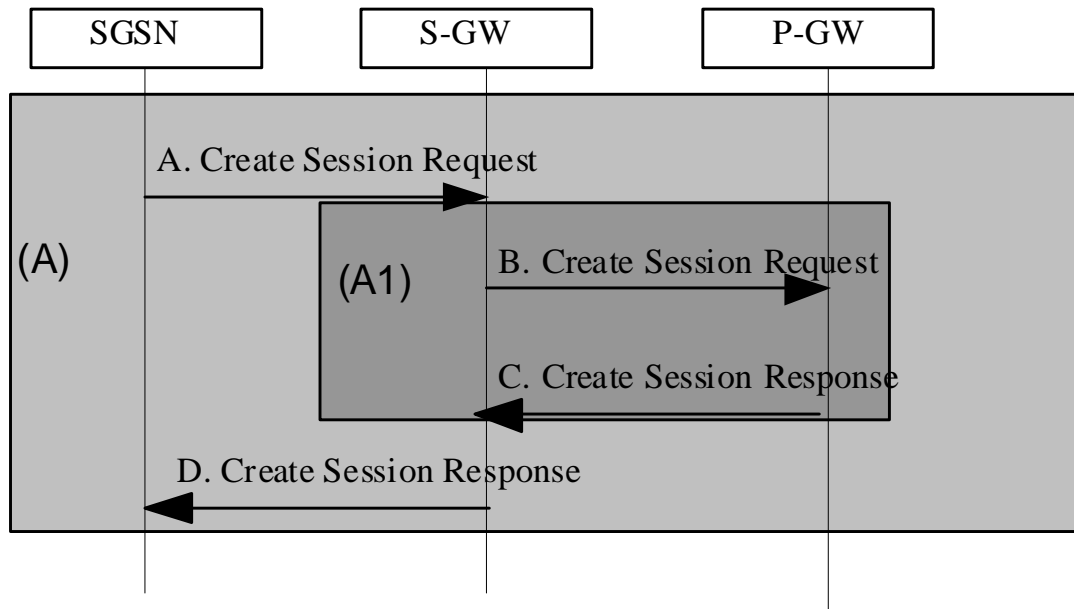 SGSN
S-GW
P-GW
A. Create Session Request
(A)
(A1)
B. Create Session Request
C. Create Session Response
D. Create Session Response